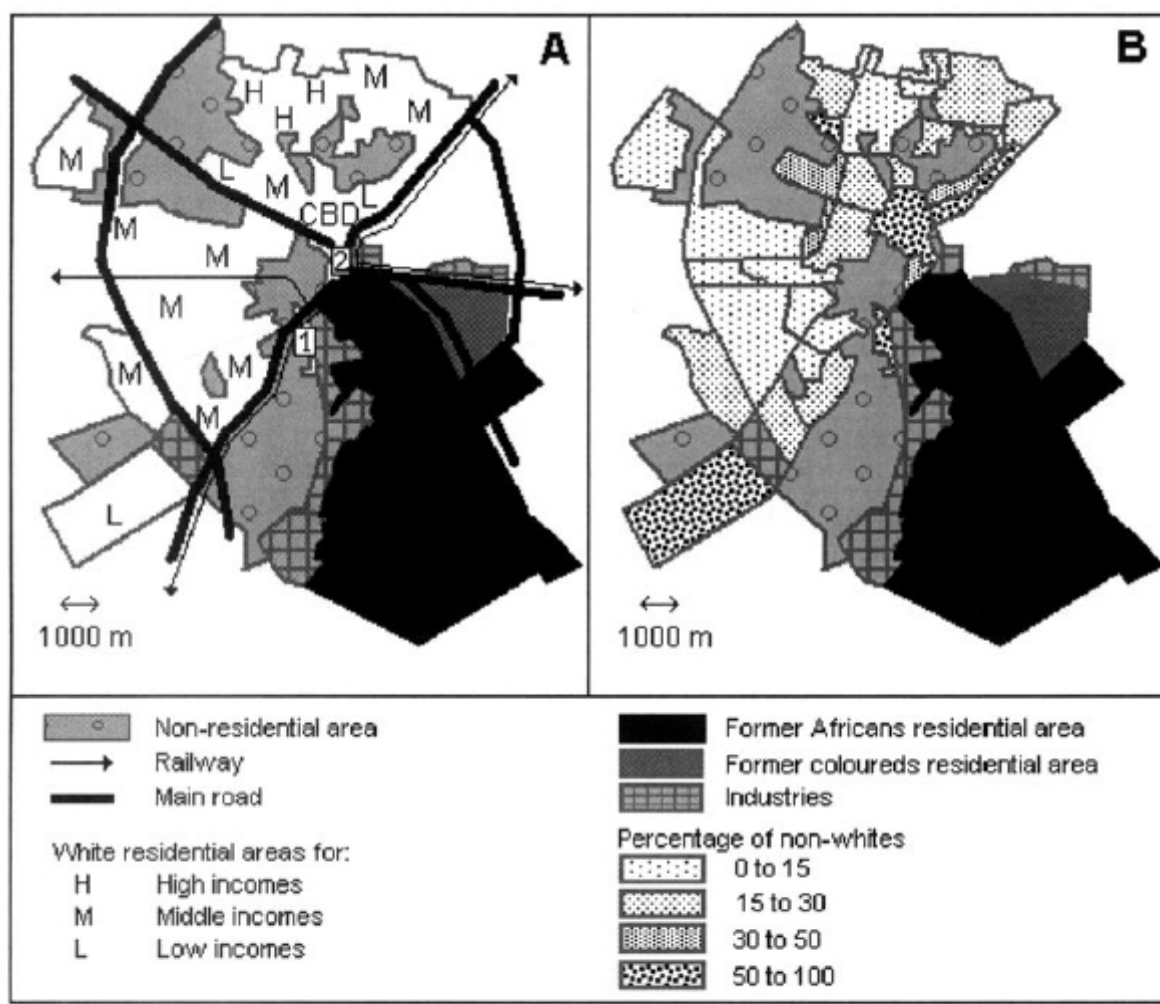 A
H
M
H
M
H
M
M
L
M
L
CBD
M
M
2
M
1
M
M
M
L
1000 m
B
1000 m
Non-residential area
Railway
Main road
White residential areas for:
H High incomes
M Middle incomes
L Low incomes
Former Africans residential area
Former coloureds residential area
Industries
Percentage of non-whites
0 to 15
15 to 30
30 to 50
50 to 100